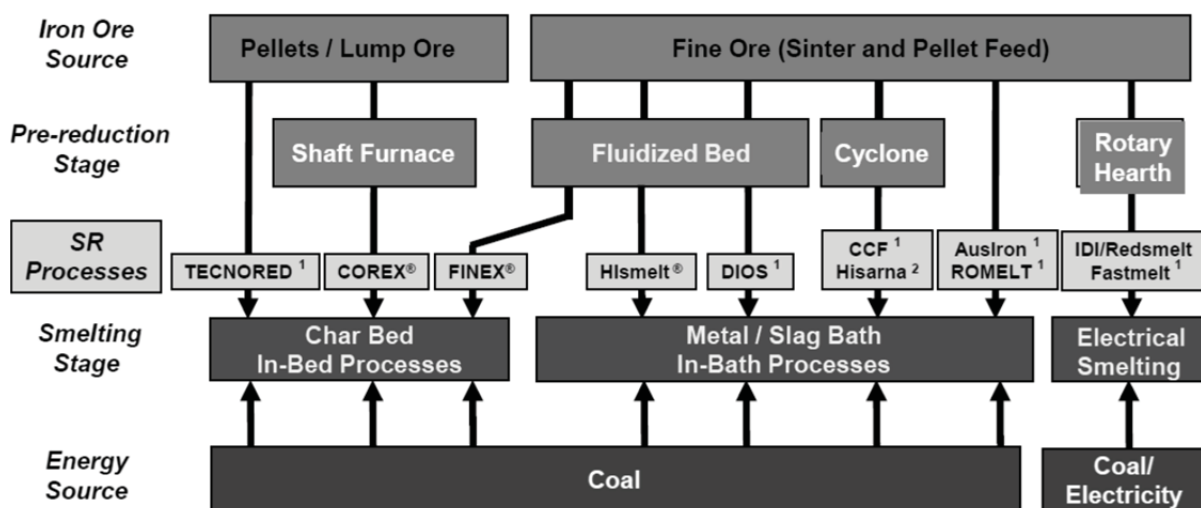 Iron Ore
Source
Pellets / Lump Ore
Fine Ore (Sinter and Pellet Feed)
Pre-reduction
Stage
Shaft Furnace
Fluidized Bed
Cyclone
Rotary
Hearth
SR
Processes
TECNORED ¹
COREX®
FINEX®
HIsmelt ®
DIOS ¹
CCF ¹
Hisarna ²
AusIron ¹
ROMELT ¹
IDI/Redsmelt
Fastmelt ¹
Smelting
Stage
Char Bed
In-Bed Processes
Metal / Slag Bath
In-Bath Processes
Electrical
Smelting
Energy
Source
Coal
Coal/
Electricity